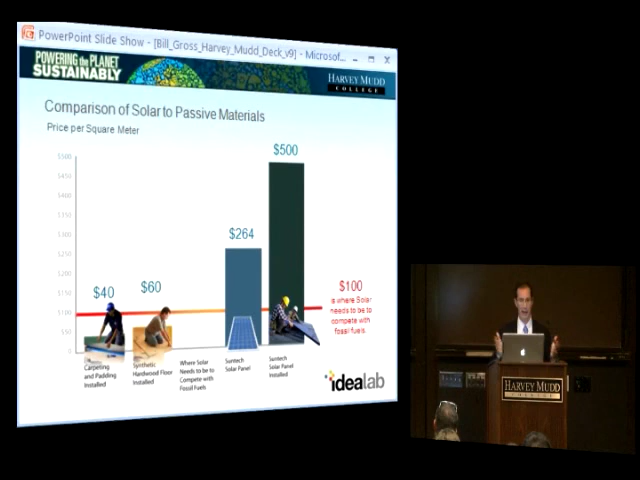 PowerPoint Slide Show - [Bill_Gross_Harvey_Mudd_Deck_v9] - Microsof...
POWERING the PLANET
SUSTAINABLY
HARVEY MUDD
COLLEGE
Comparison of Solar to Passive Materials
Price per Square Meter
$500
$450
$400
$350
$300
$250
$200
$150
$100
$50
0
$40
$60
$264
$500
$100
is where Solar
needs to be to
compete with
fossil fuels
Carpeting
and Padding
Installed
Synthetic
Hardwood Floor
Installed
Where Solar
Needs to be to
Compete with
Fossil Fuels
Suntech
Solar Panel
Suntech
Solar Panel
Installed
idealab
HARVEY MUDD
COLLEGE